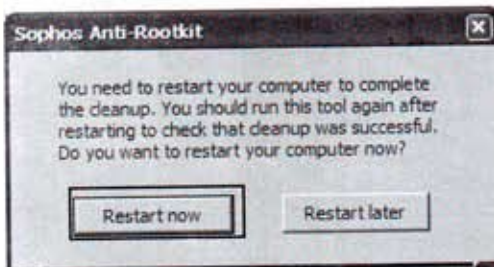 Sophos Anti-Rootkit
You need to restart your computer to complete
the cleanup. You should run this tool again after
restarting to check that cleanup was successful.
Do you want to restart your computer now?
Restart now
Restart later